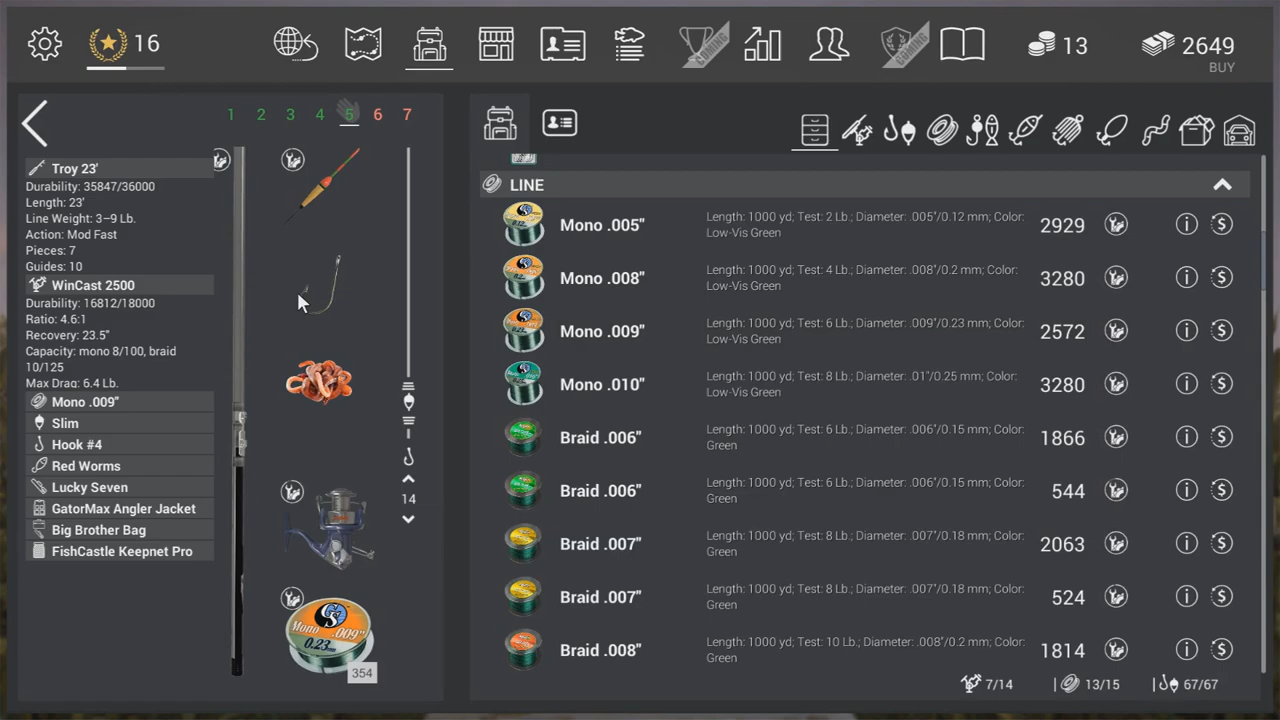 16
COMING
COMING
13
2649
BUY
1 2 3 4 5 6 7
Troy 23'
Durability: 35847/36000
Length: 23'
Line Weight: 3–9 Lb.
Action: Mod Fast
Pieces: 7
Guides: 10
WinCast 2500
Durability: 16812/18000
Ratio: 4.6:1
Recovery: 23.5"
Capacity: mono 8/100, braid
10/125
Max Drag: 6.4 Lb.
Mono .009"
Slim
Hook #4
Red Worms
Lucky Seven
GatorMax Angler Jacket
Big Brother Bag
FishCastle Keepnet Pro
14
Mono .009"
0.23mm
354
LINE
Mono .005" Length: 1000 yd; Test: 2 Lb.; Diameter: .005"/0.12 mm; Color: 2929
Low-Vis Green
Mono .008" Length: 1000 yd; Test: 4 Lb.; Diameter: .008"/0.2 mm; Color: 3280
Low-Vis Green
Mono .009" Length: 1000 yd; Test: 6 Lb.; Diameter: .009"/0.23 mm; Color: 2572
Low-Vis Green
Mono .010" Length: 1000 yd; Test: 8 Lb.; Diameter: .01"/0.25 mm; Color: 3280
Low-Vis Green
Braid .006" Length: 1000 yd; Test: 6 Lb.; Diameter: .006"/0.15 mm; Color: 1866
Green
Braid .006" Length: 1000 yd; Test: 6 Lb.; Diameter: .006"/0.15 mm; Color: 544
Green
Braid .007" Length: 1000 yd; Test: 8 Lb.; Diameter: .007"/0.18 mm; Color: 2063
Green
Braid .007" Length: 1000 yd; Test: 8 Lb.; Diameter: .007"/0.18 mm; Color: 524
Green
Braid .008" Length: 1000 yd; Test: 10 Lb.; Diameter: .008"/0.2 mm; Color: 1814
Green
7/14 | 13/15 | 67/67